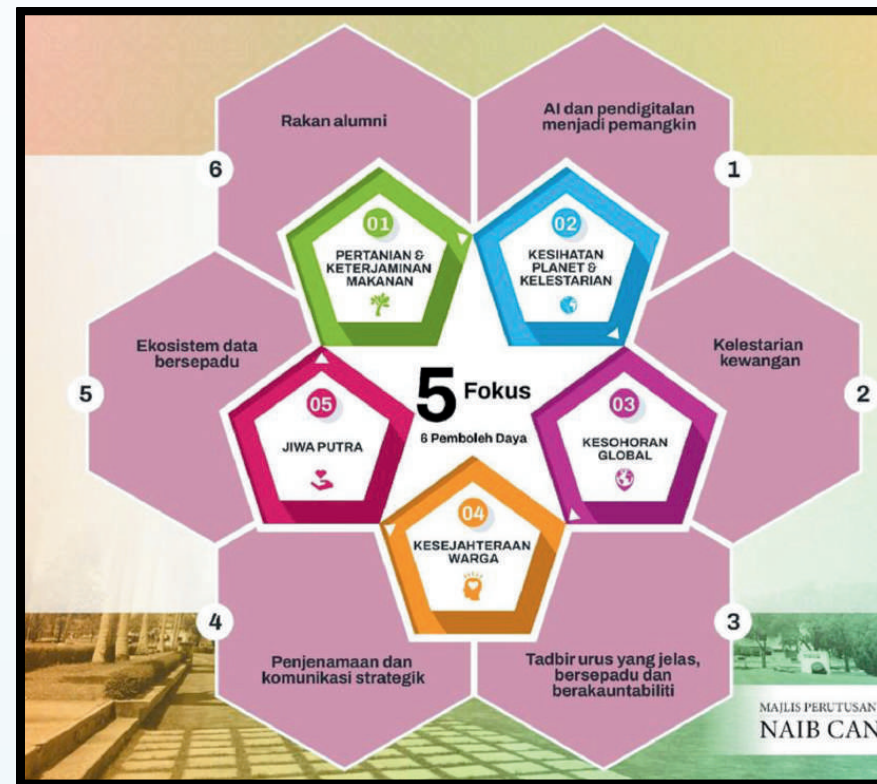 Rakan alumni
6
AI dan pendigitalan
menjadi pemangkin
1
01
PERTANIAN &
KETERJAMINAN
MAKANAN
02
KESIHATAN
PLANET &
KELESTARIAN
Ekosistem data
bersepadu
5
Kelestarian
kewangan
2
5 Fokus
6 Pemboleh Daya
05
JIWA PUTRA
03
KESOHORAN
GLOBAL
04
KESEJAHTERAAN
WARGA
4
Penjenamaan dan
komunikasi strategik
3
Tadbir urus yang jelas,
bersepadu dan
berakauntabiliti
MAJLIS PERUTUSAN
NAIB CAN